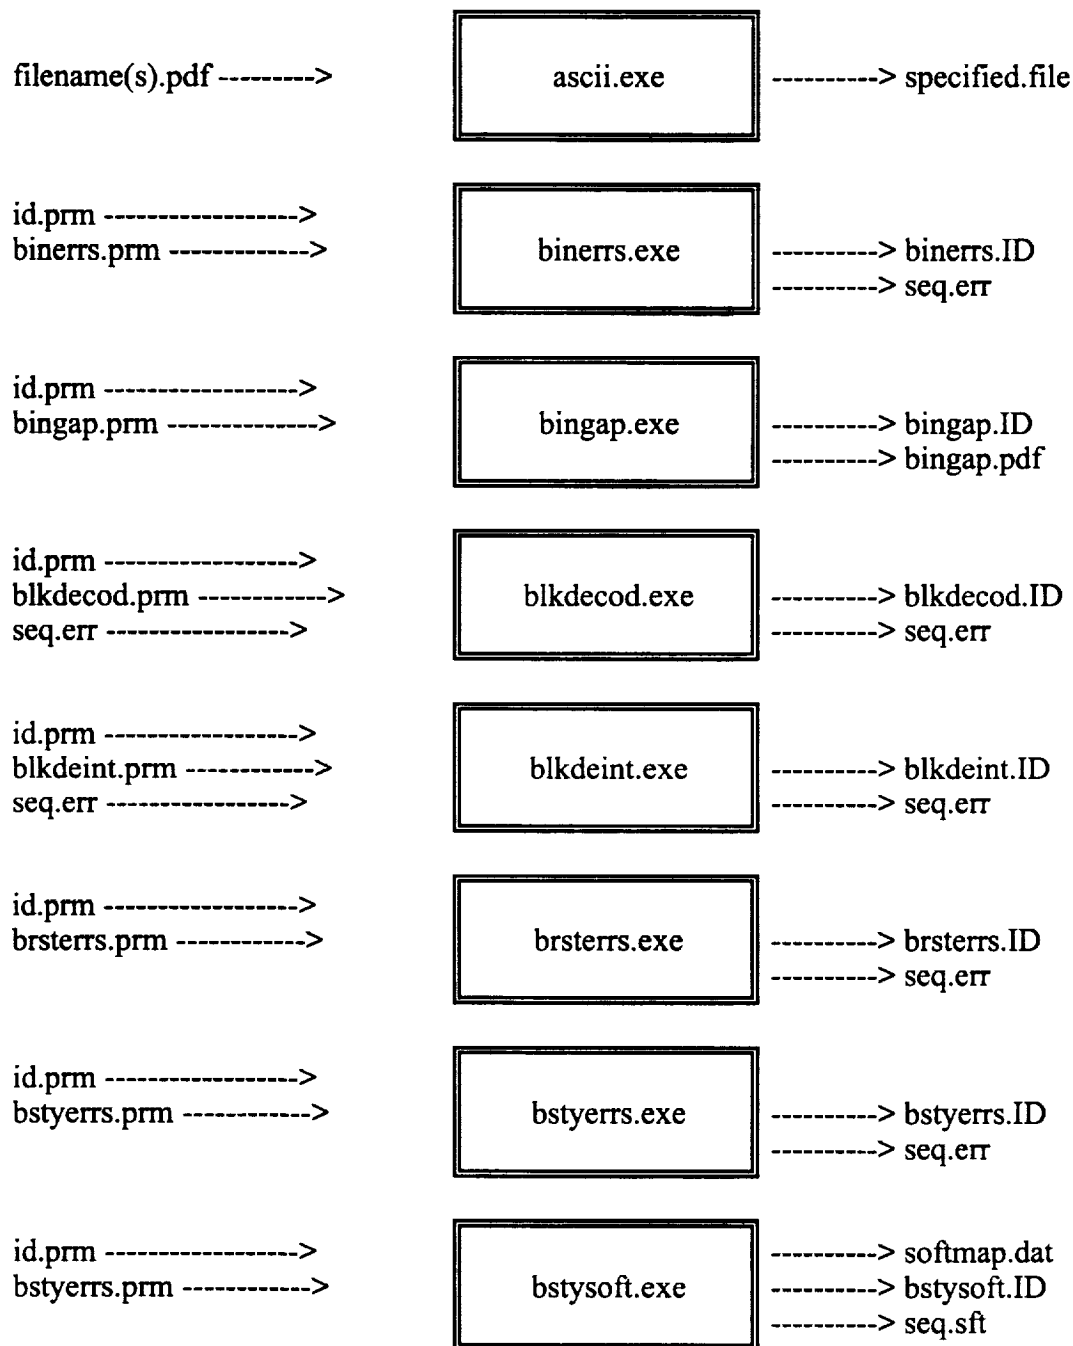 filename(s).pdf ---------> ascii.exe ----------> specified.file
id.prm ------------------>
binerrs.prm ------------> binerrs.exe ----------> binerrs.ID
----------> seq.err
id.prm ------------------>
bingap.prm --------------> bingap.exe ----------> bingap.ID
----------> bingap.pdf
id.prm ------------------>
blkdecod.prm ------------> blkdecod.exe ----------> blkdecod.ID
seq.err -----------------> ----------> seq.err
id.prm ------------------>
blkdeint.prm -------------> blkdeint.exe ----------> blkdeint.ID
seq.err -----------------> ----------> seq.err
id.prm ------------------>
brsterrs.prm ------------> brsterrs.exe ----------> brsterrs.ID
----------> seq.err
id.prm ------------------>
bstyerrs.prm ------------> bstyerrs.exe ----------> bstyerrs.ID
----------> seq.err
id.prm ------------------> ----------> softmap.dat
bstyerrs.prm ------------> bstysoft.exe ----------> bstysoft.ID
----------> seq.sft